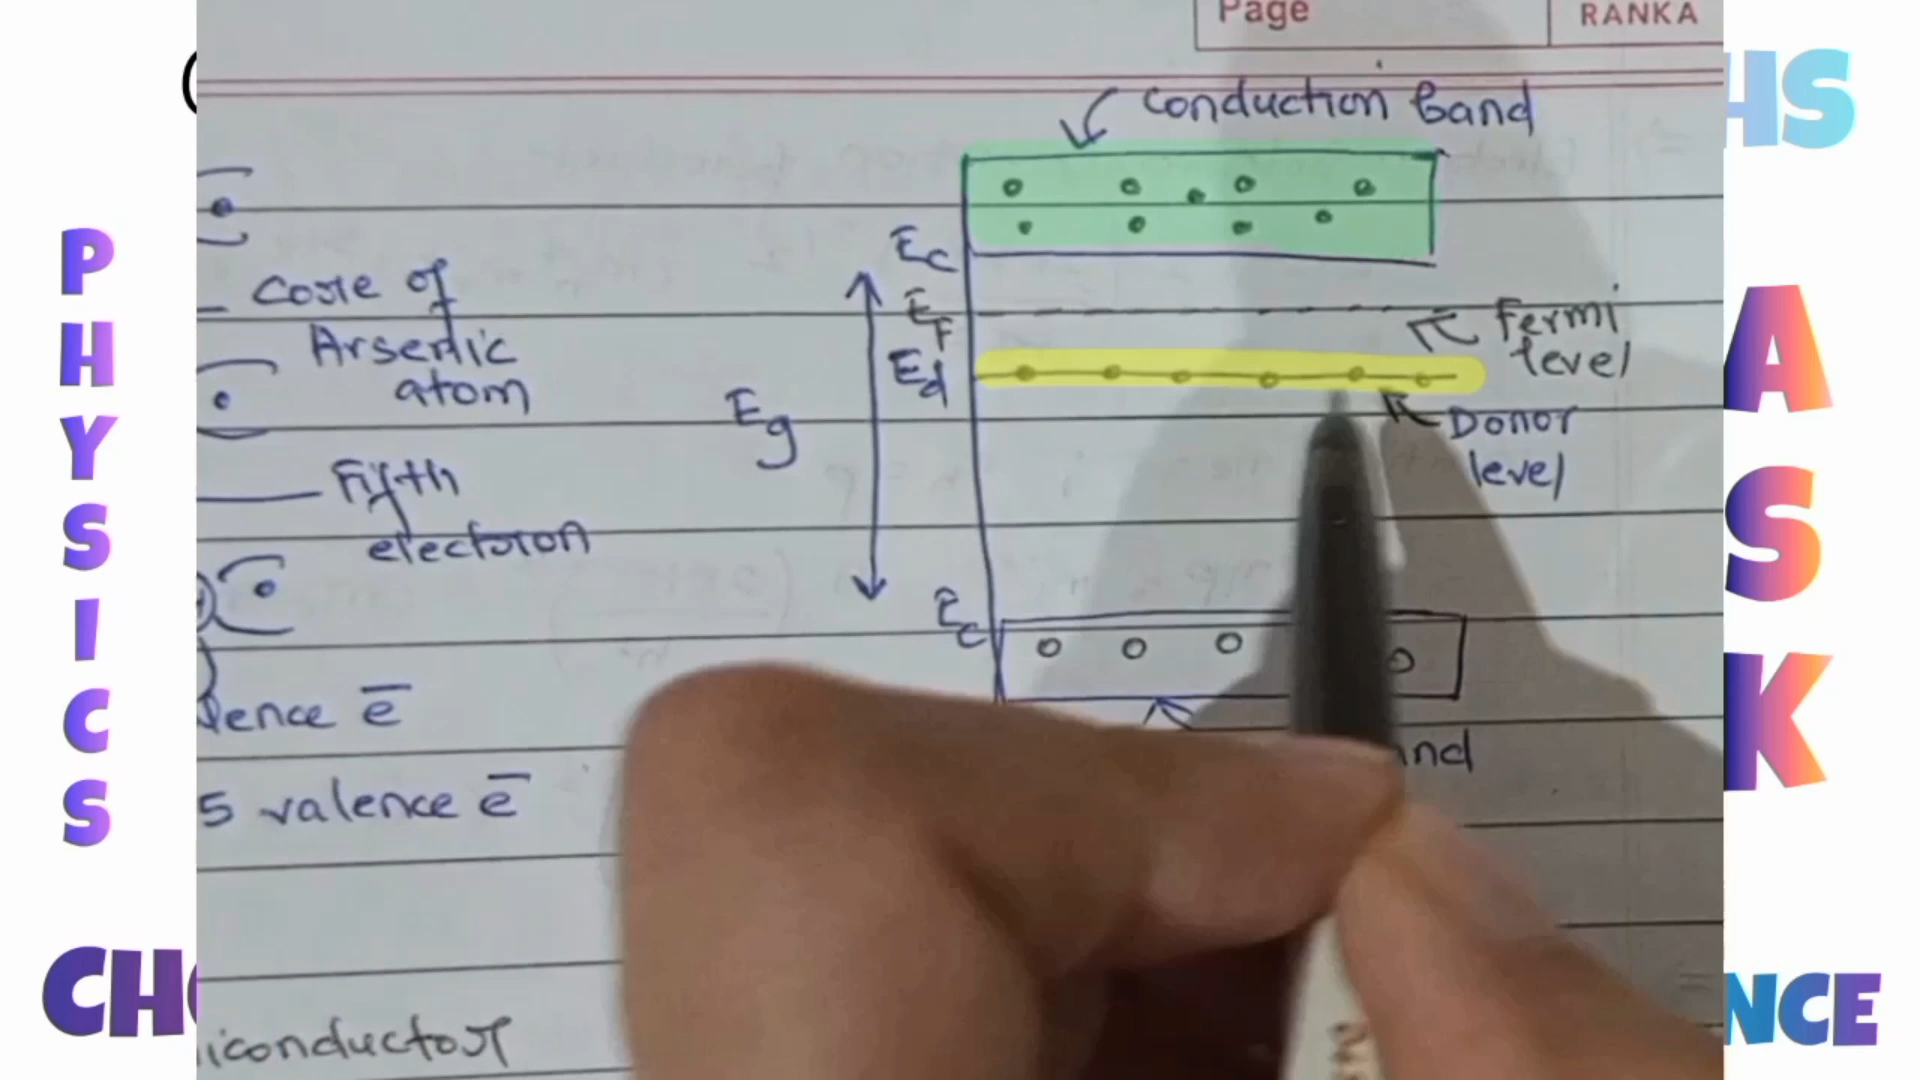 Page
RANKA
HS
PHYSICS
ASK
CH
NCE
Conduction band
Ec
EF
Ed
Eg
Ec
Fermi
level
Donor
level
Core of
Arsenic
atom
Fifth
electron
lence e̅
5 valence e̅
iconductor